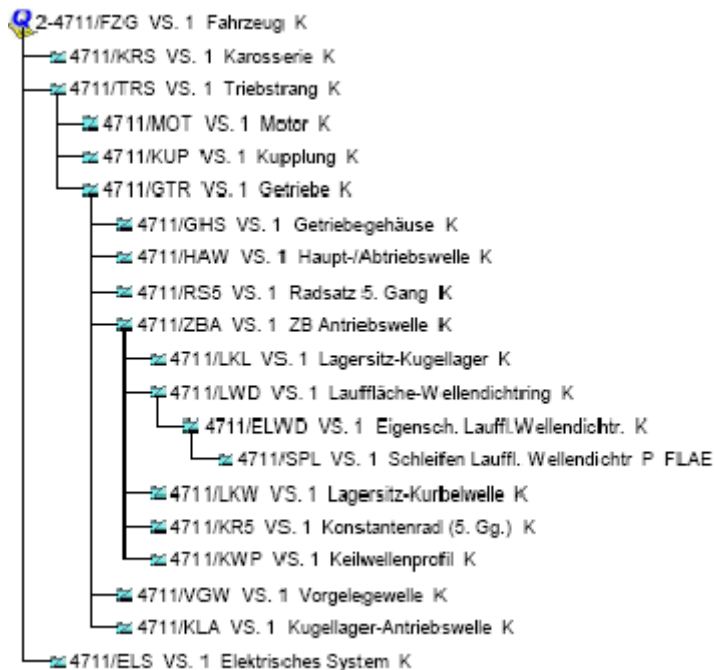 2-4711/FZG VS. 1 Fahrzeug K
4711/KRS VS. 1 Karosserie K
4711/TRS VS. 1 Triebstrang K
4711/MOT VS. 1 Motor K
4711/KUP VS. 1 Kupplung K
4711/GTR VS. 1 Getriebe K
4711/GHS VS. 1 Getriebegehäuse K
4711/HAW VS. 1 Haupt-/Abtriebswelle K
4711/RS5 VS. 1 Radsatz 5. Gang K
4711/ZBA VS. 1 ZB Antriebswelle K
4711/LKL VS. 1 Lagersitz-Kugellager K
4711/LWD VS. 1 Lauffläche-Wellendichtring K
4711/ELWD VS. 1 Eigensch. Lauffl.Wellendichtr. K
4711/SPL VS. 1 Schleifen Lauffl. Wellendichtr P FLAE
4711/LKW VS. 1 Lagersitz-Kurbelwelle K
4711/KR5 VS. 1 Konstantenrad (5. Gg.) K
4711/KWP VS. 1 Keilwellenprofil K
4711/VGW VS. 1 Vorgelegewelle K
4711/KLA VS. 1 Kugellager-Antriebswelle K
4711/ELS VS. 1 Elektrisches System K